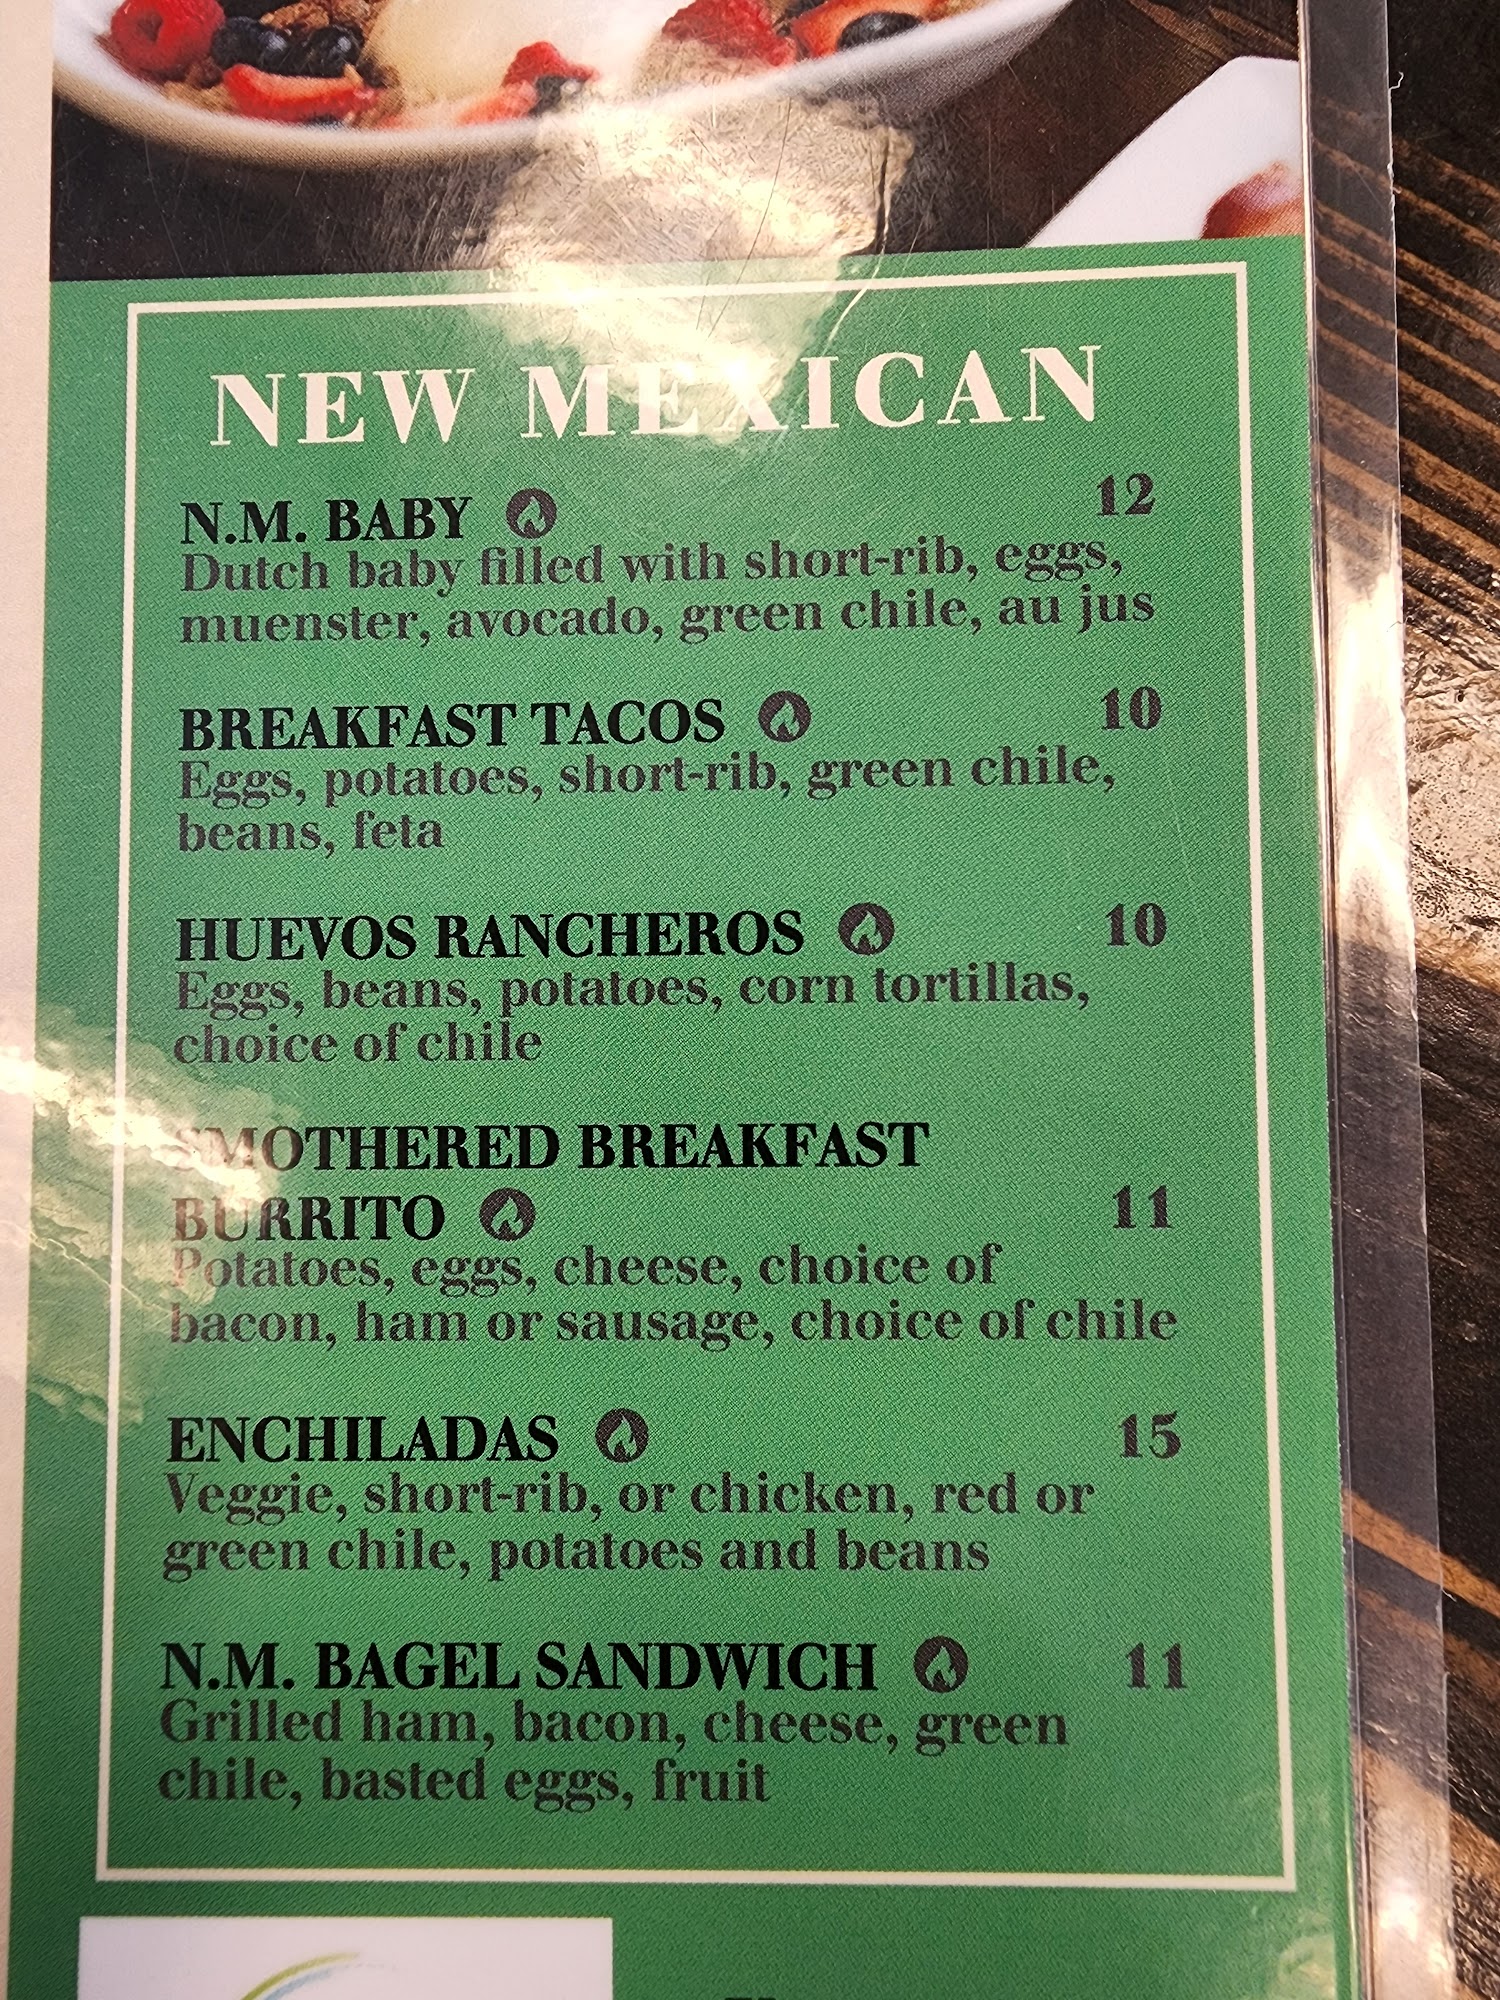 NEW MEXICAN
N.M. BABY 12
Dutch baby filled with short-rib, eggs,
muenster, avocado, green chile, au jus
BREAKFAST TACOS 10
Eggs, potatoes, short-rib, green chile,
beans, feta
HUEVOS RANCHEROS 10
Eggs, beans, potatoes, corn tortillas,
choice of chile
SMOTHERED BREAKFAST
BURRITO 11
Potatoes, eggs, cheese, choice of
bacon, ham or sausage, choice of chile
ENCHILADAS 15
Veggie, short-rib, or chicken, red or
green chile, potatoes and beans
N.M. BAGEL SANDWICH 11
Grilled ham, bacon, cheese, green
chile, basted eggs, fruit